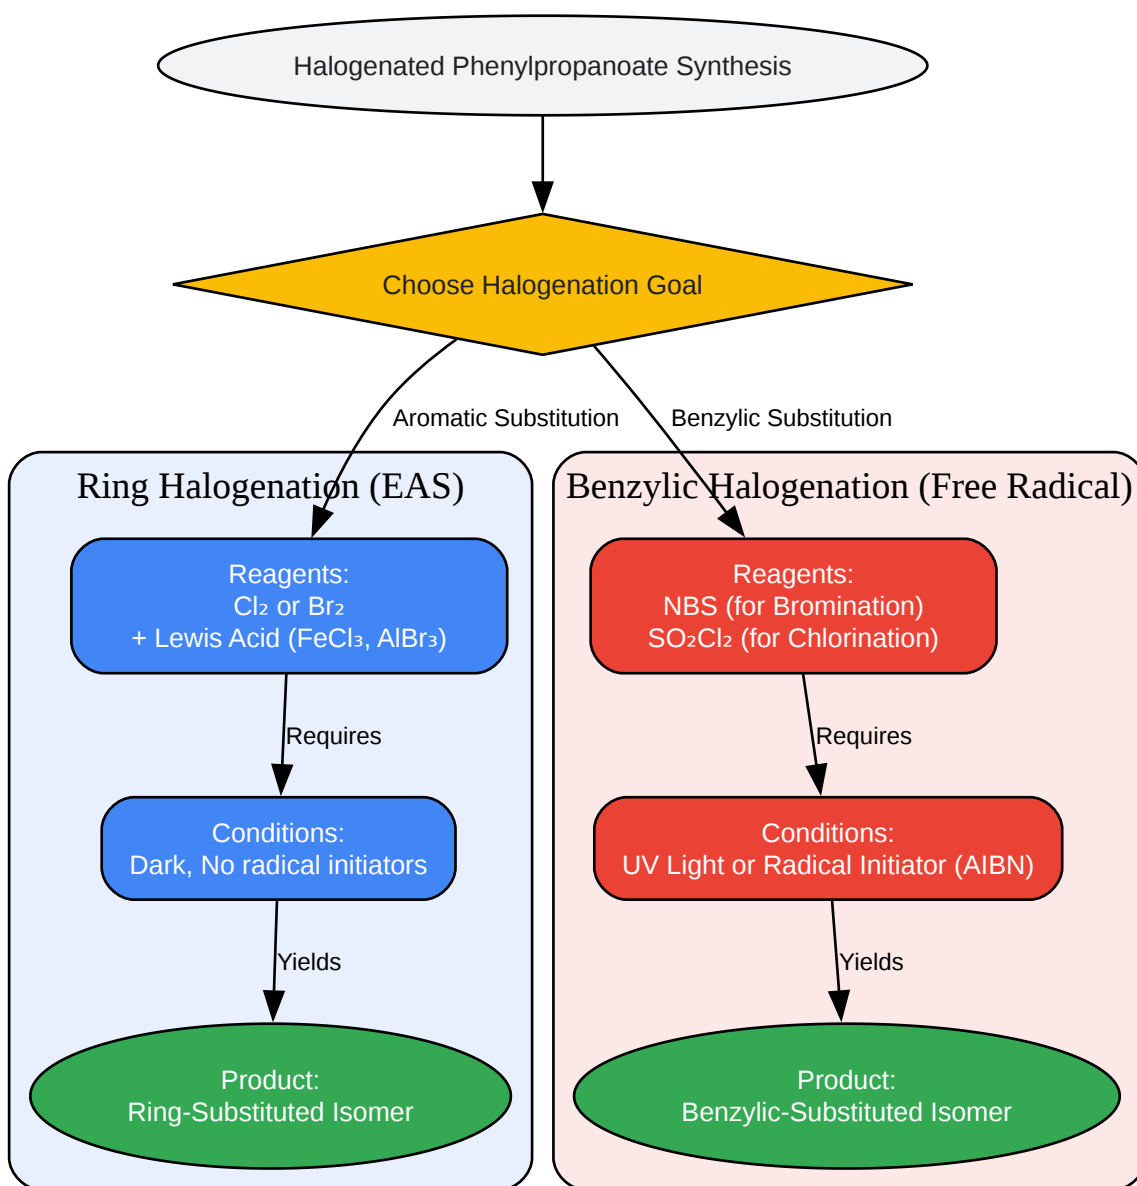 Halogenated Phenylpropanoate Synthesis
Choose Halogenation Goal
Aromatic Substitution
Benzylic Substitution
Ring Halogenation (EAS)
Reagents:
Cl₂ or Br₂
+ Lewis Acid (FeCl₃, AlBr₃)
Requires
Conditions:
Dark, No radical initiators
Yields
Product:
Ring-Substituted Isomer
Benzylic Halogenation (Free Radical)
Reagents:
NBS (for Bromination)
SO₂Cl₂ (for Chlorination)
Requires
Conditions:
UV Light or Radical Initiator (AIBN)
Yields
Product:
Benzylic-Substituted Isomer